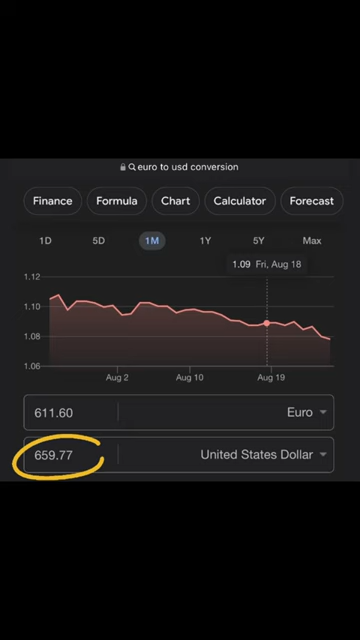 euro to usd conversion
Finance Formula Chart Calculator Forecast
1D 5D 1M 1Y 5Y Max
1.09 Fri, Aug 18
1.12
1.10
1.08
1.06
Aug 2 Aug 10 Aug 19
611.60 Euro
659.77 United States Dollar